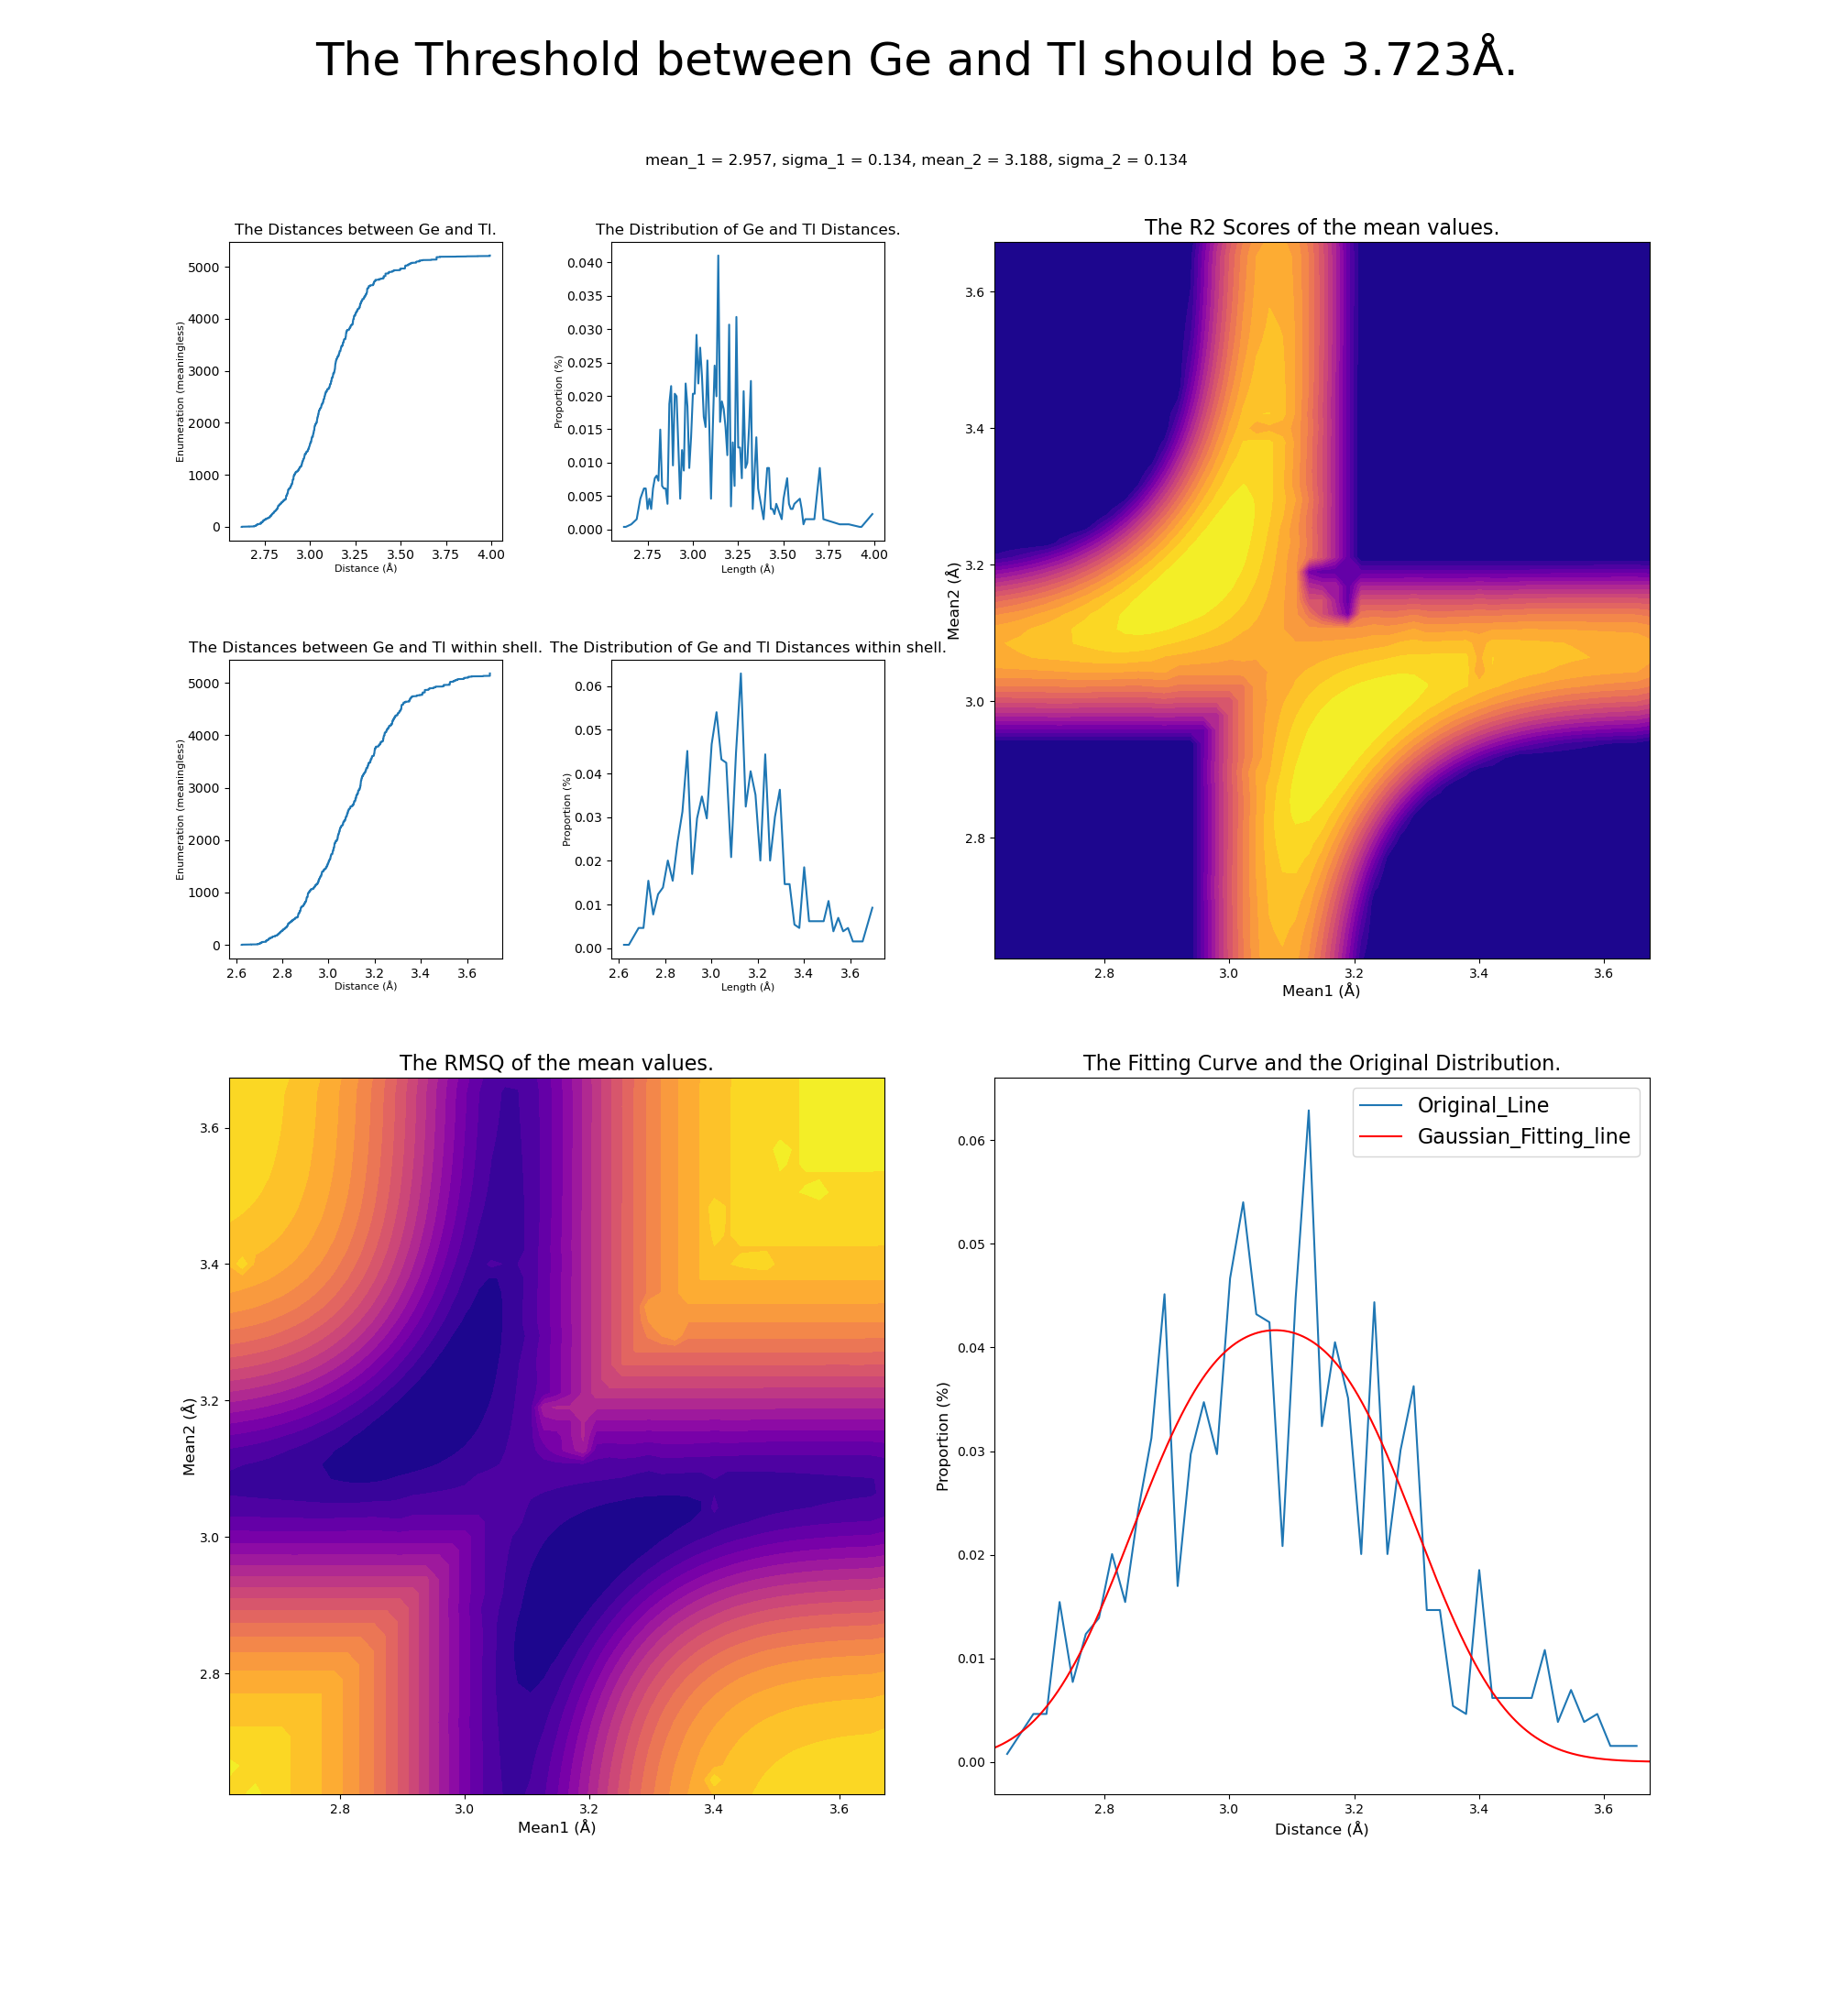 The Threshold between Ge and Tl should be 3.723Å.
mean_1 = 2.957, sigma_1 = 0.134, mean_2 = 3.188, sigma_2 = 0.134
The Distances between Ge and Tl.
Enumeration (meaningless)
5000
4000
3000
2000
1000
0
2.75 3.00 3.25 3.50 3.75 4.00
Distance (Å)
The Distribution of Ge and Tl Distances.
Proportion (%)
0.040
0.035
0.030
0.025
0.020
0.015
0.010
0.005
0.000
2.75 3.00 3.25 3.50 3.75 4.00
Length (Å)
The R2 Scores of the mean values.
Mean2 (Å)
3.6
3.4
3.2
3.0
2.8
2.8 3.0 3.2 3.4 3.6
Mean1 (Å)
The Distances between Ge and Tl within shell.
Enumeration (meaningless)
5000
4000
3000
2000
1000
0
2.6 2.8 3.0 3.2 3.4 3.6
Distance (Å)
The Distribution of Ge and Tl Distances within shell.
Proportion (%)
0.06
0.05
0.04
0.03
0.02
0.01
0.00
2.6 2.8 3.0 3.2 3.4 3.6
Length (Å)
The RMSQ of the mean values.
Mean2 (Å)
3.6
3.4
3.2
3.0
2.8
2.8 3.0 3.2 3.4 3.6
Mean1 (Å)
The Fitting Curve and the Original Distribution.
Original_Line
Gaussian_Fitting_line
Proportion (%)
0.06
0.05
0.04
0.03
0.02
0.01
0.00
2.8 3.0 3.2 3.4 3.6
Distance (Å)